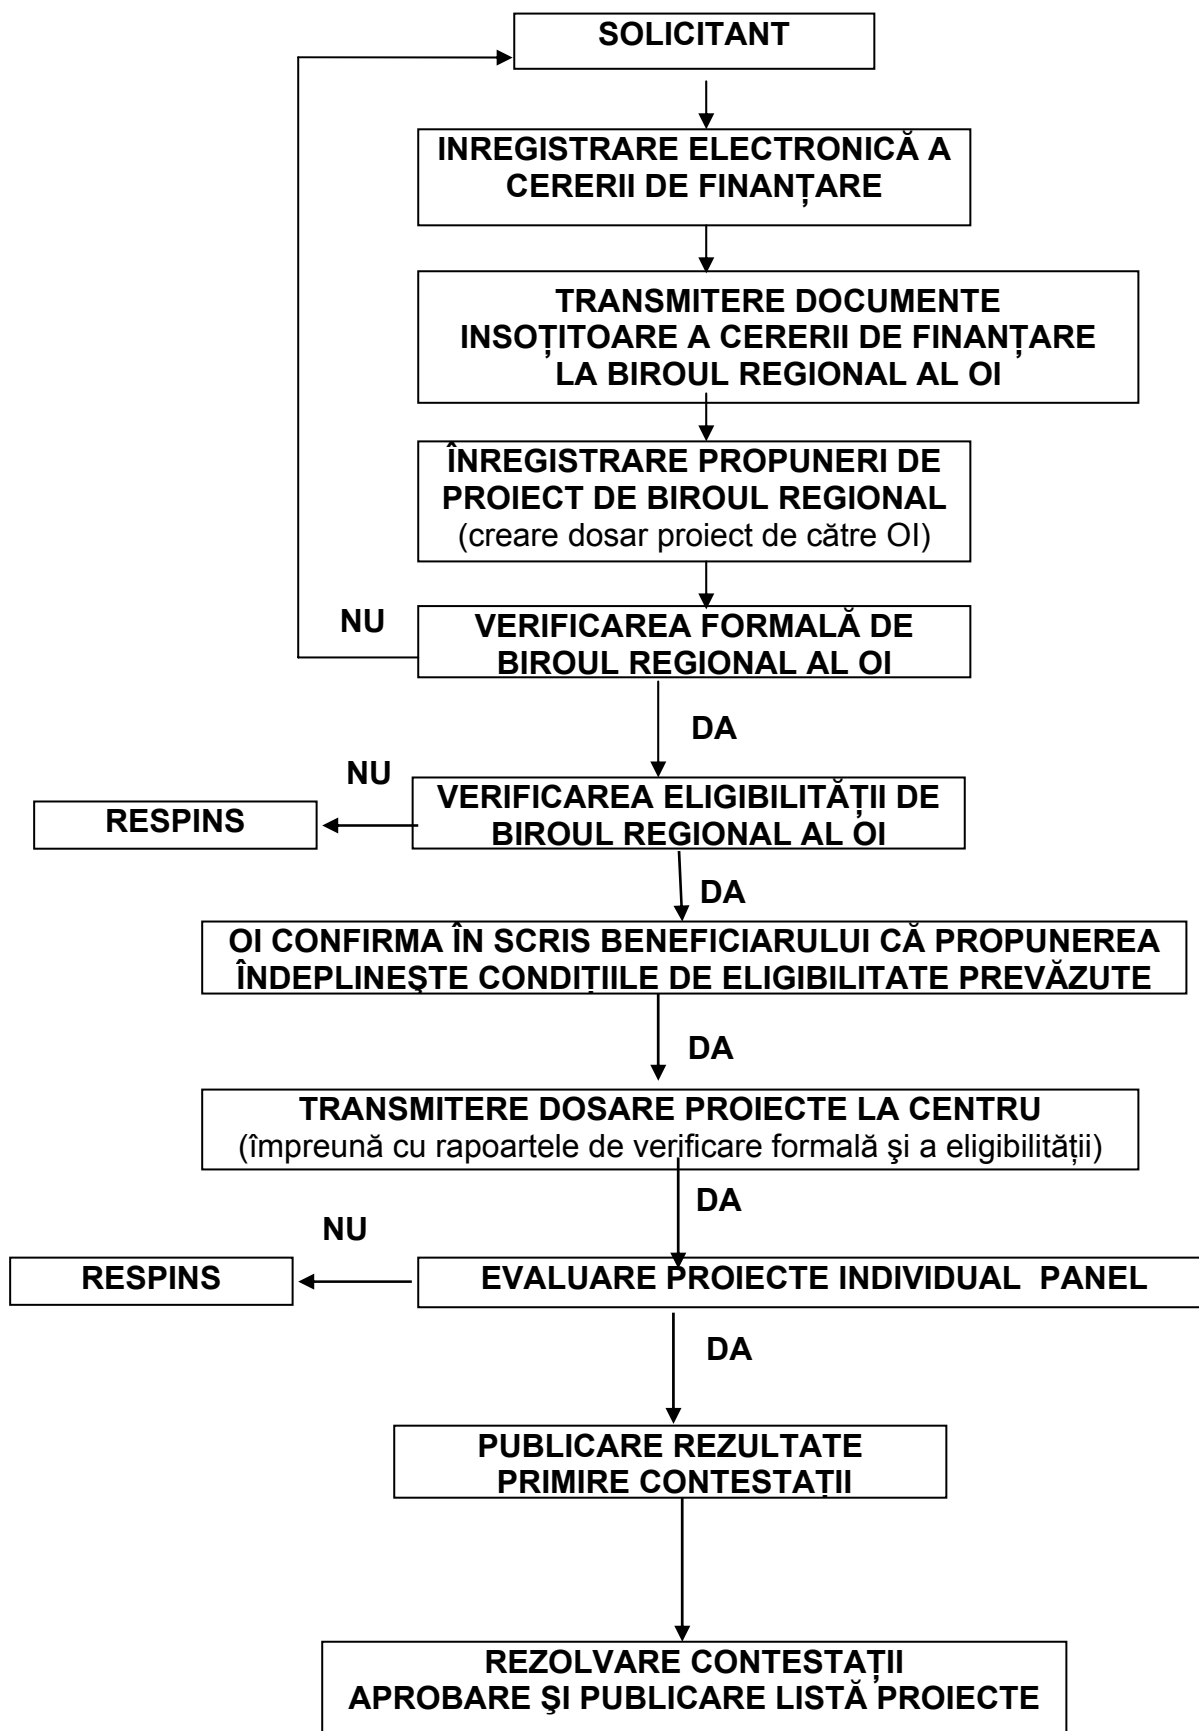 SOLICITANT
INREGISTRARE ELECTRONICĂ A
CERERII DE FINANȚARE
TRANSMITERE DOCUMENTE
INSOȚITOARE A CERERII DE FINANȚARE
LA BIROUL REGIONAL AL OI
ÎNREGISTRARE PROPUNERI DE
PROIECT DE BIROUL REGIONAL
(creare dosar proiect de către OI)
NU
VERIFICAREA FORMALĂ DE
BIROUL REGIONAL AL OI
DA
NU
RESPINS
VERIFICAREA ELIGIBILITĂȚII DE
BIROUL REGIONAL AL OI
DA
OI CONFIRMA ÎN SCRIS BENEFICIARULUI CĂ PROPUNEREA
ÎNDEPLINEŞTE CONDIȚIILE DE ELIGIBILITATE PREVĂZUTE
DA
TRANSMITERE DOSARE PROIECTE LA CENTRU
(împreună cu rapoartele de verificare formală şi a eligibilității)
DA
NU
RESPINS
EVALUARE PROIECTE INDIVIDUAL  PANEL
DA
PUBLICARE REZULTATE
PRIMIRE CONTESTAȚII
REZOLVARE CONTESTAȚII
APROBARE ŞI PUBLICARE LISTĂ PROIECTE